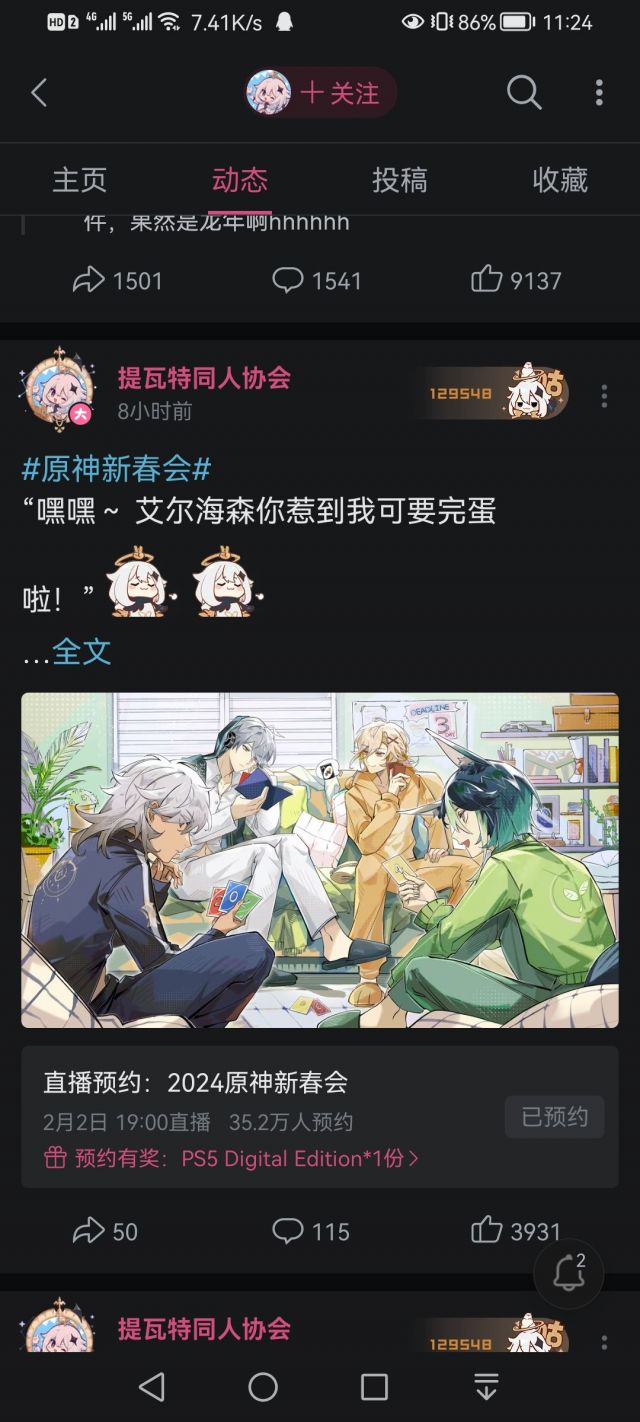 HD 2 4G 5G 7.41K/s 86% 11:24
十关注
主页 动态 投稿 收藏
件，果然是龙年啊hhhhhh
1501 1541 9137
提瓦特同人协会
8小时前
129548
咕
大
#原神新春会#
“嘿嘿～ 艾尔海森你惹到我可要完蛋
啦！”
...全文
DEADLINE
3
DAY
0
直播预约：2024原神新春会
2月2日 19:00直播 35.2万人预约
已预约
预约有奖：PS5 Digital Edition*1份>
50 115 3931
2
提瓦特同人协会
129548
咕